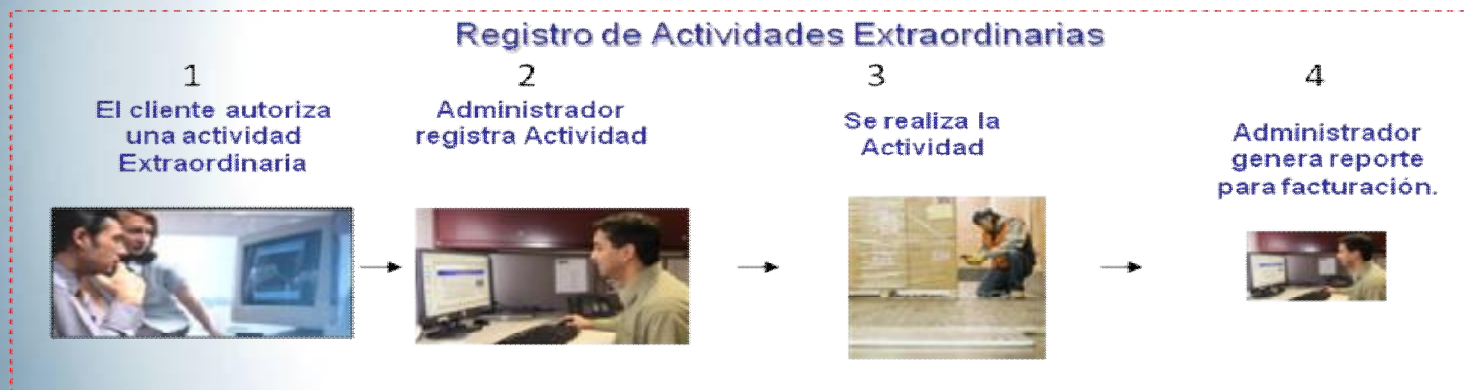 Registro de Actividades Extraordinarias
1
El cliente autoriza
una actividad
Extraordinaria
2
Administrador
registra Actividad
3
Se realiza la
Actividad
4
Administrador
genera reporte
para facturación.